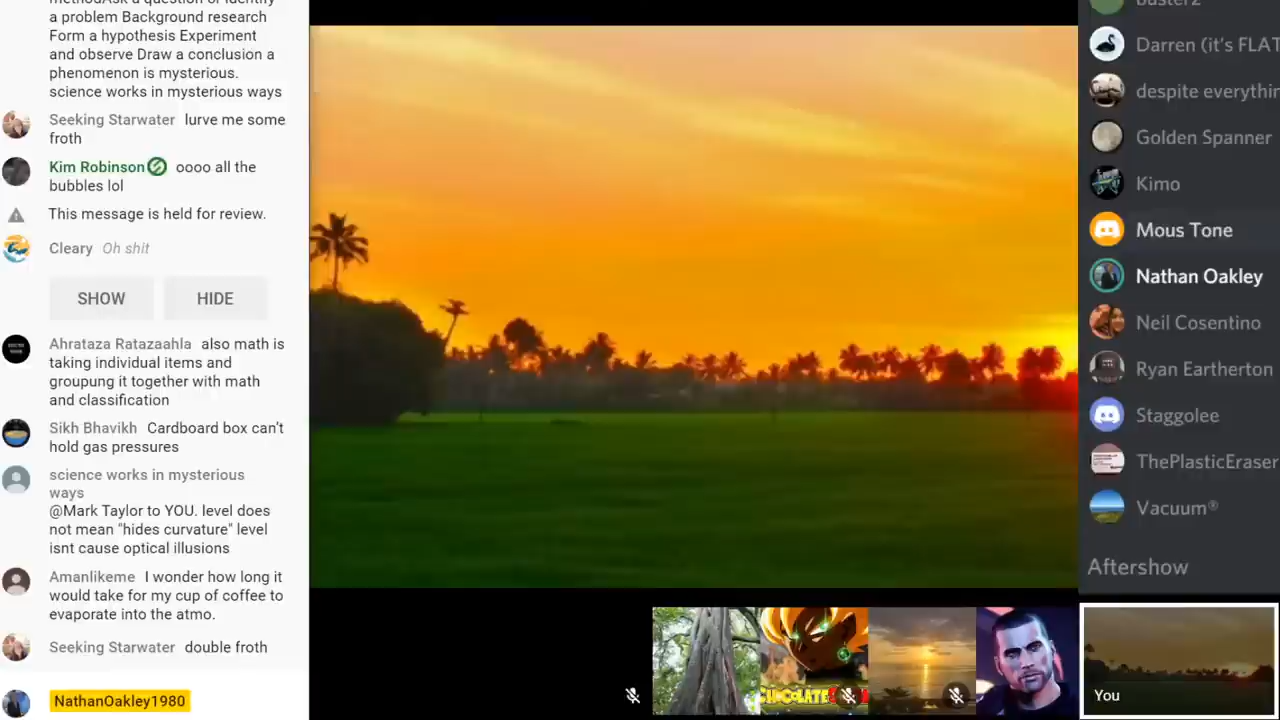 a problem Background research
Form a hypothesis Experiment
and observe Draw a conclusion a
phenomenon is mysterious.
science works in mysterious ways
Seeking Starwater lurve me some
froth
Kim Robinson oooo all the
bubbles lol
This message is held for review.
Cleary Oh shit
SHOW HIDE
Ahrataza Ratazaahla also math is
taking individual items and
groupung it together with math
and classification
Sikh Bhavikh Cardboard box can't
hold gas pressures
science works in mysterious
ways
@Mark Taylor to YOU. level does
not mean "hides curvature" level
isnt cause optical illusions
Amanlikeme I wonder how long it
would take for my cup of coffee to
evaporate into the atmo.
Seeking Starwater double froth
NathanOakley1980
CHOCOLATE
You
Darren (it's FLAT
despite everythin
Golden Spanner
Kimo
Mous Tone
Nathan Oakley
Neil Cosentino
Ryan Eartherton
Staggolee
ThePlasticEraser
Vacuum®
Aftershow